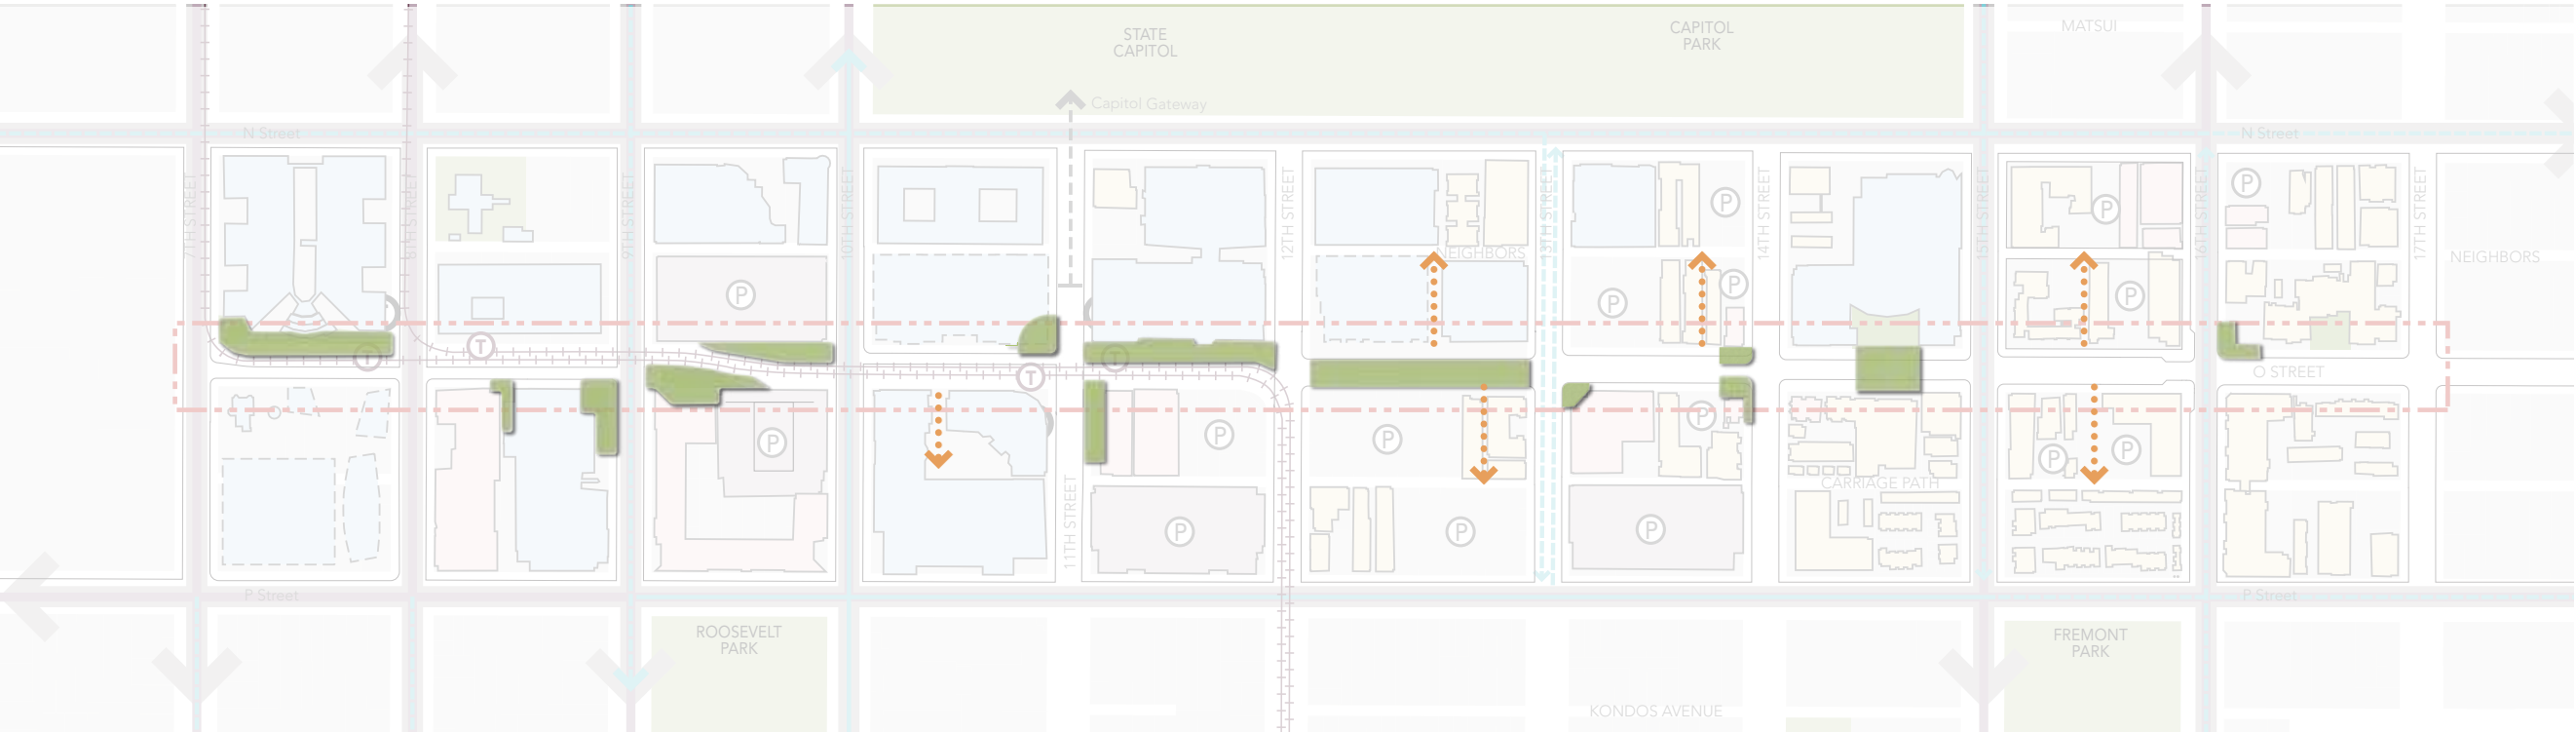 STATE
CAPITOL
CAPITOL
PARK
MATSUI
Capitol Gateway
N Street
N Street
7TH STREET
8TH STREET
9TH STREET
10TH STREET
12TH STREET
13TH STREET
14TH STREET
15TH STREET
16TH STREET
17TH STREET
P
P
P
NEIGHBORS
NEIGHBORS
P
P
P
P
T
T
T
T
O STREET
P
P
P
P
P
P
CARRIAGE PATH
11TH STREET
P
P
P
P Street
P Street
ROOSEVELT
PARK
FREMONT
PARK
KONDOS AVENUE